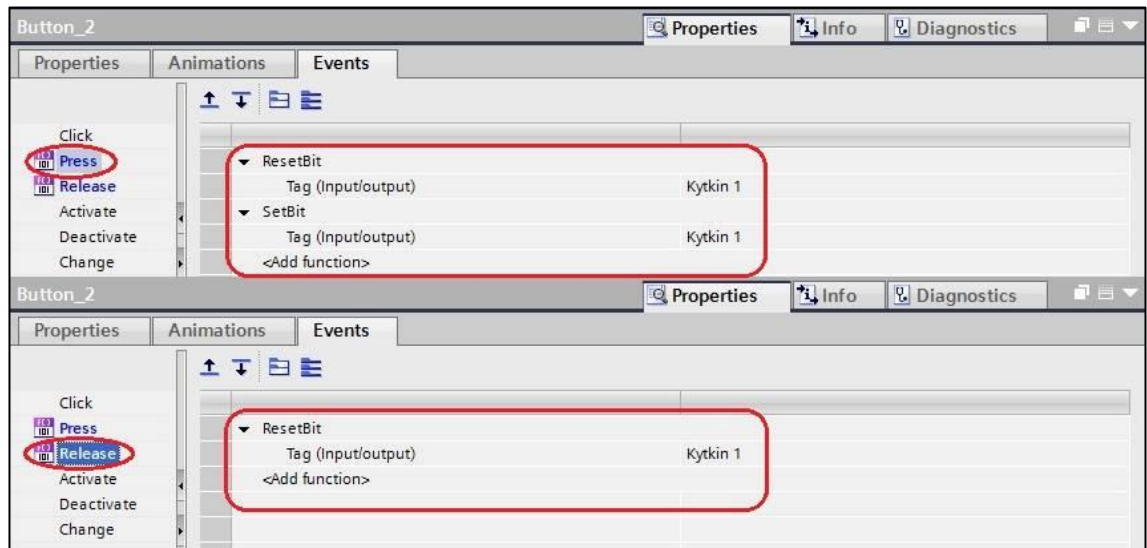 Button_2 Properties Info Diagnostics
Properties Animations Events
Click
Press ResetBit
Release Tag (Input/output) Kytkin 1
Activate SetBit
Deactivate Tag (Input/output) Kytkin 1
Change <Add function>
Button_2 Properties Info Diagnostics
Properties Animations Events
Click
Press ResetBit
Release Tag (Input/output) Kytkin 1
Activate <Add function>
Deactivate
Change